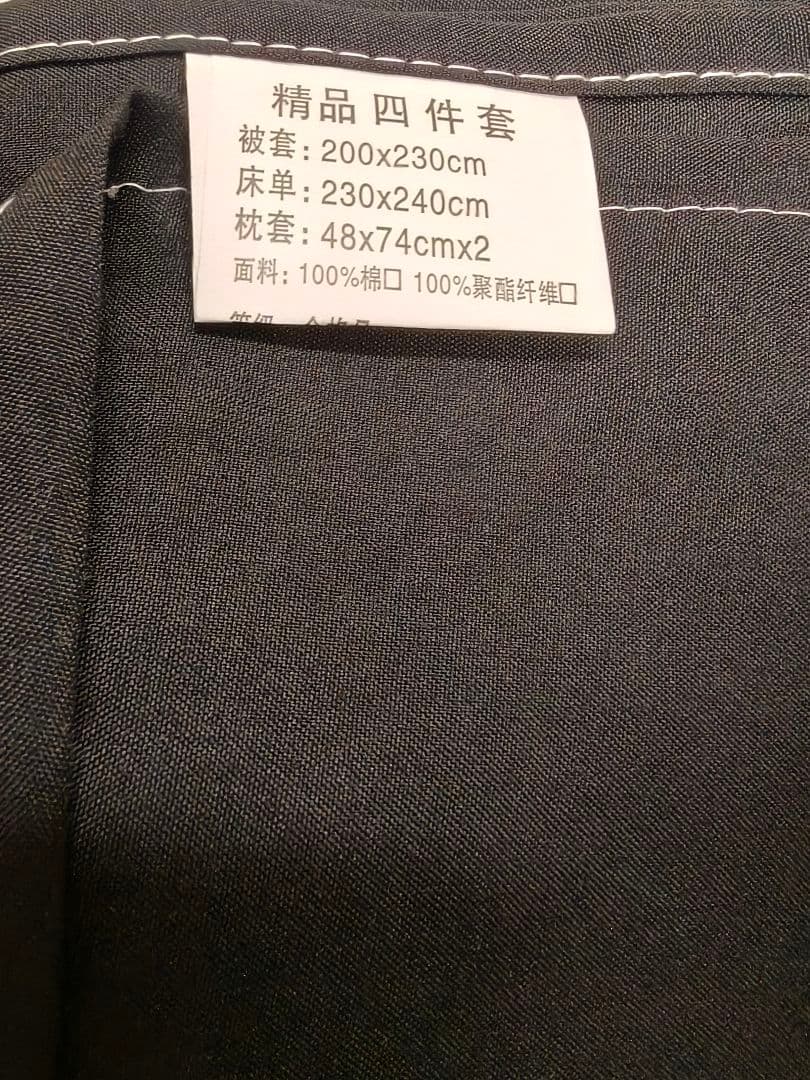 精品四件套
被套：200x230cm
床单：230x240cm
枕套：48x74cmx2
面料：100%棉□ 100%聚酯纤维□